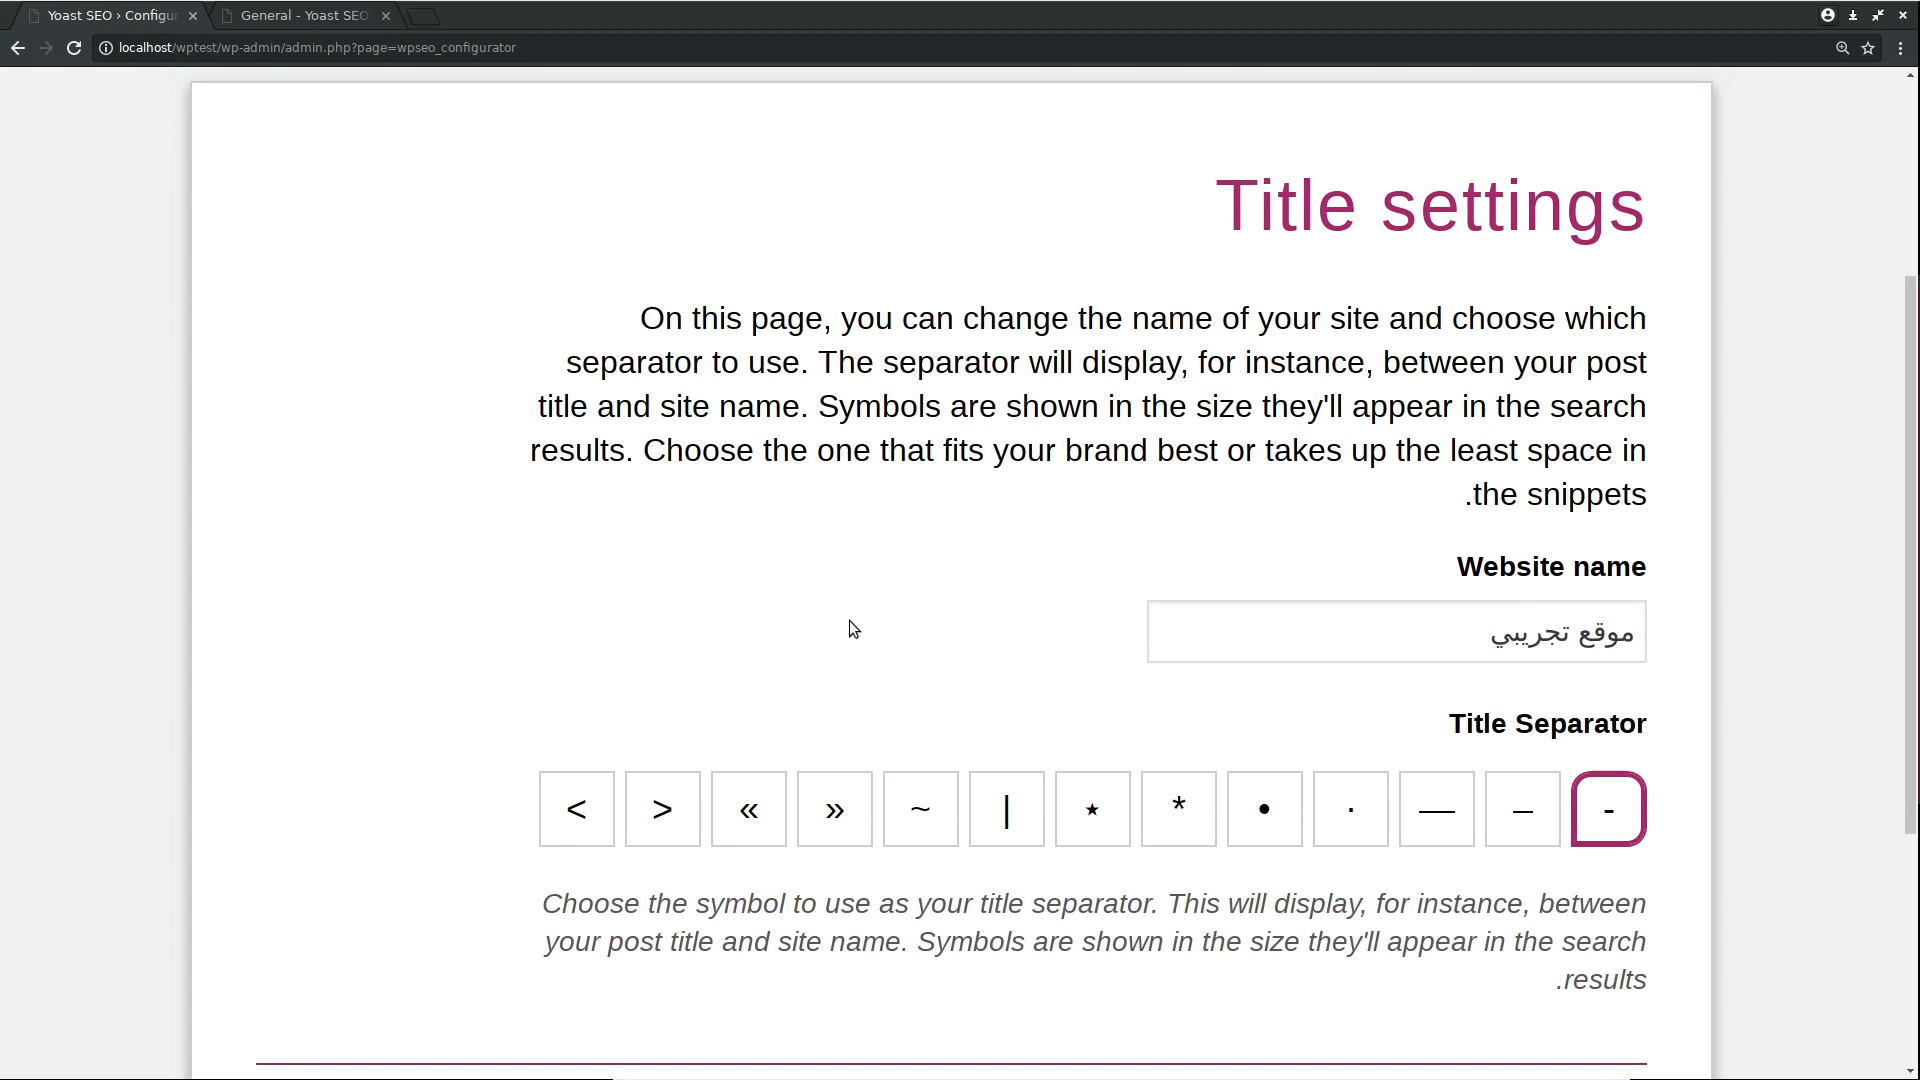 Yoast SEO › Configur
General - Yoast SEO
localhost/wptest/wp-admin/admin.php?page=wpseo_configurator
Title settings
On this page, you can change the name of your site and choose which
separator to use. The separator will display, for instance, between your post
title and site name. Symbols are shown in the size they'll appear in the search
results. Choose the one that fits your brand best or takes up the least space in
.the snippets
Website name
موقع تجريبي
Title Separator
< > « » ~ | ⋆ * • · — – -
Choose the symbol to use as your title separator. This will display, for instance, between
your post title and site name. Symbols are shown in the size they'll appear in the search
.results